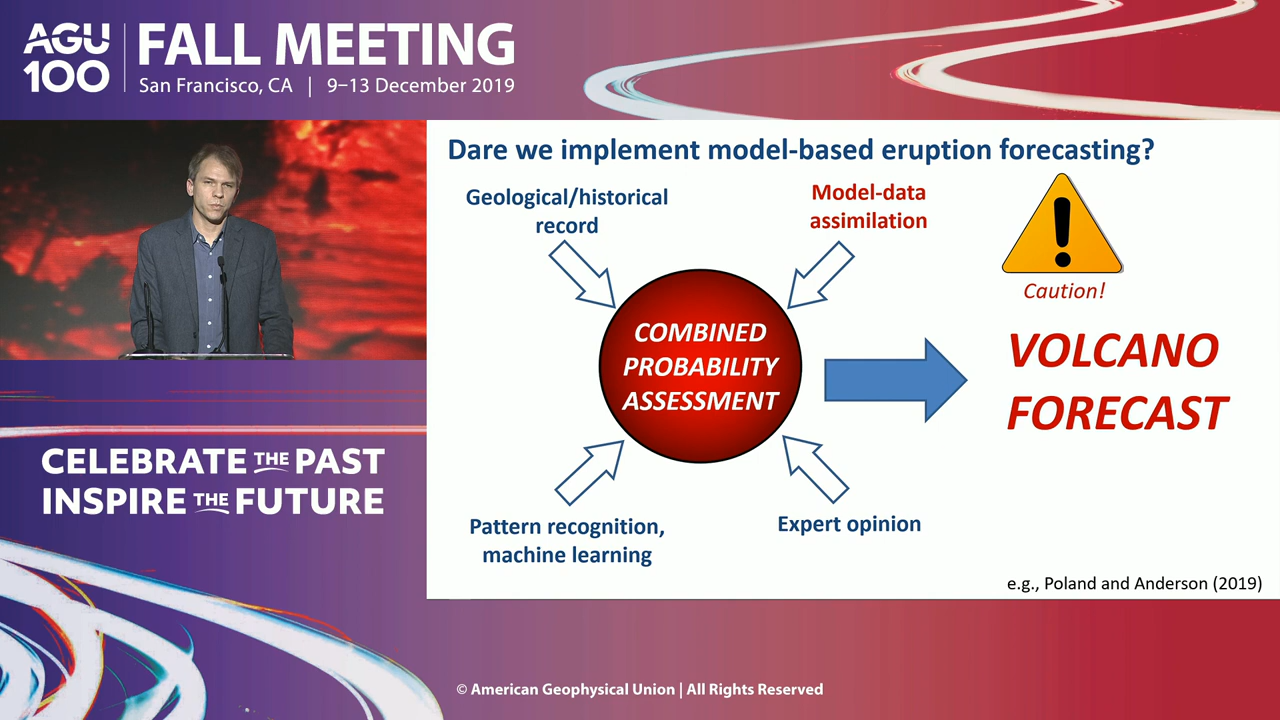 AGU
100
FALL MEETING
San Francisco, CA | 9–13 December 2019
Dare we implement model-based eruption forecasting?
Geological/historical
record
Model-data
assimilation
Caution!
COMBINED
PROBABILITY
ASSESSMENT
VOLCANO
FORECAST
Pattern recognition,
machine learning
Expert opinion
e.g., Poland and Anderson (2019)
CELEBRATE THE PAST
INSPIRE THE FUTURE
© American Geophysical Union | All Rights Reserved